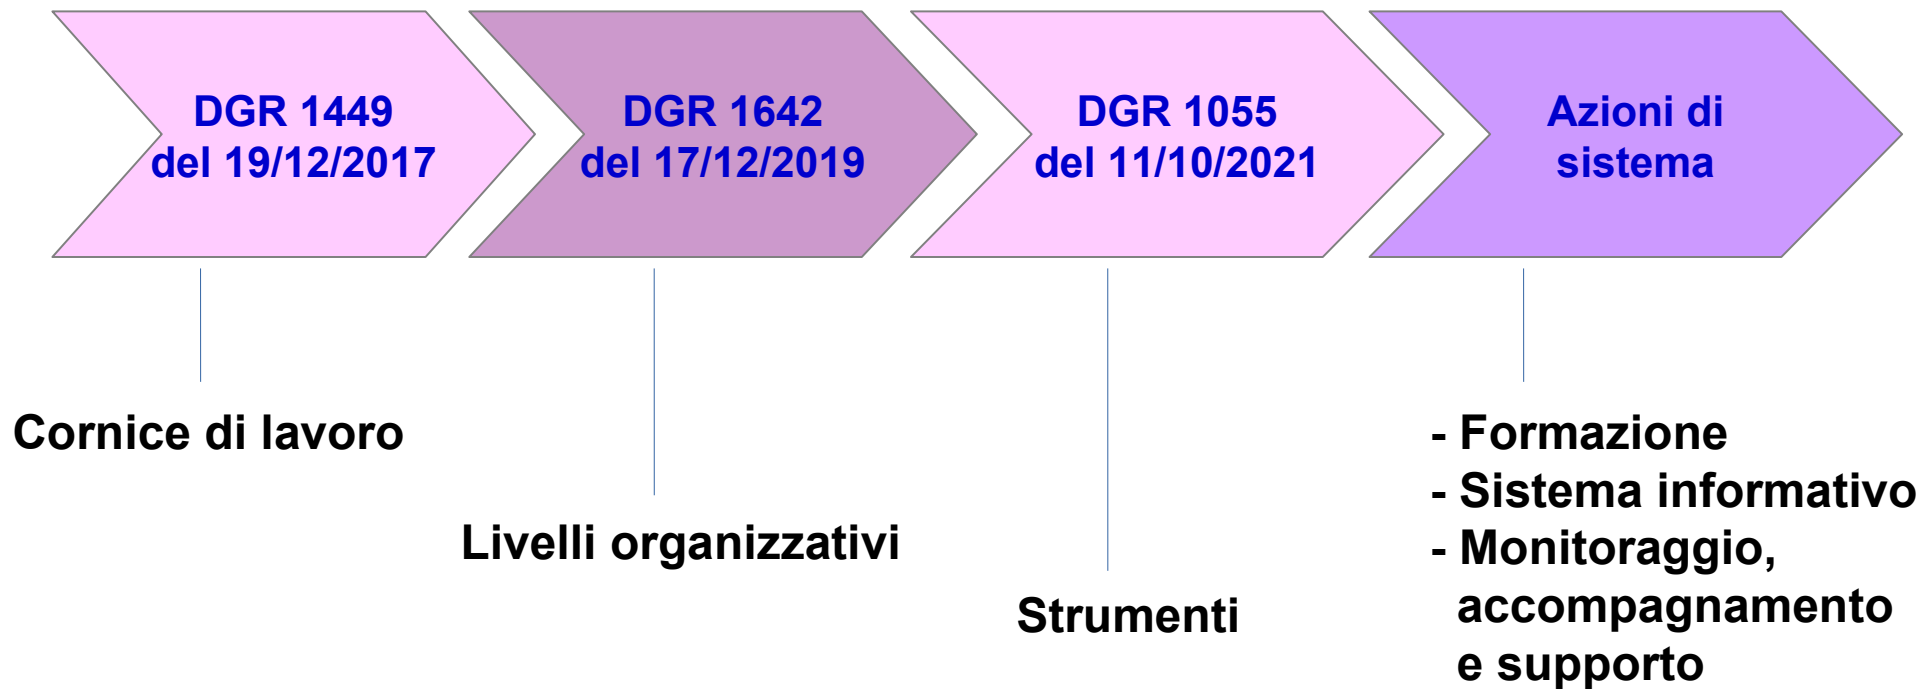 DGR 1449
del 19/12/2017
DGR 1642
del 17/12/2019
DGR 1055
del 11/10/2021
Azioni di
sistema
Cornice di lavoro
Livelli organizzativi
Strumenti
- Formazione
- Sistema informativo
- Monitoraggio,
accompagnamento
e supporto